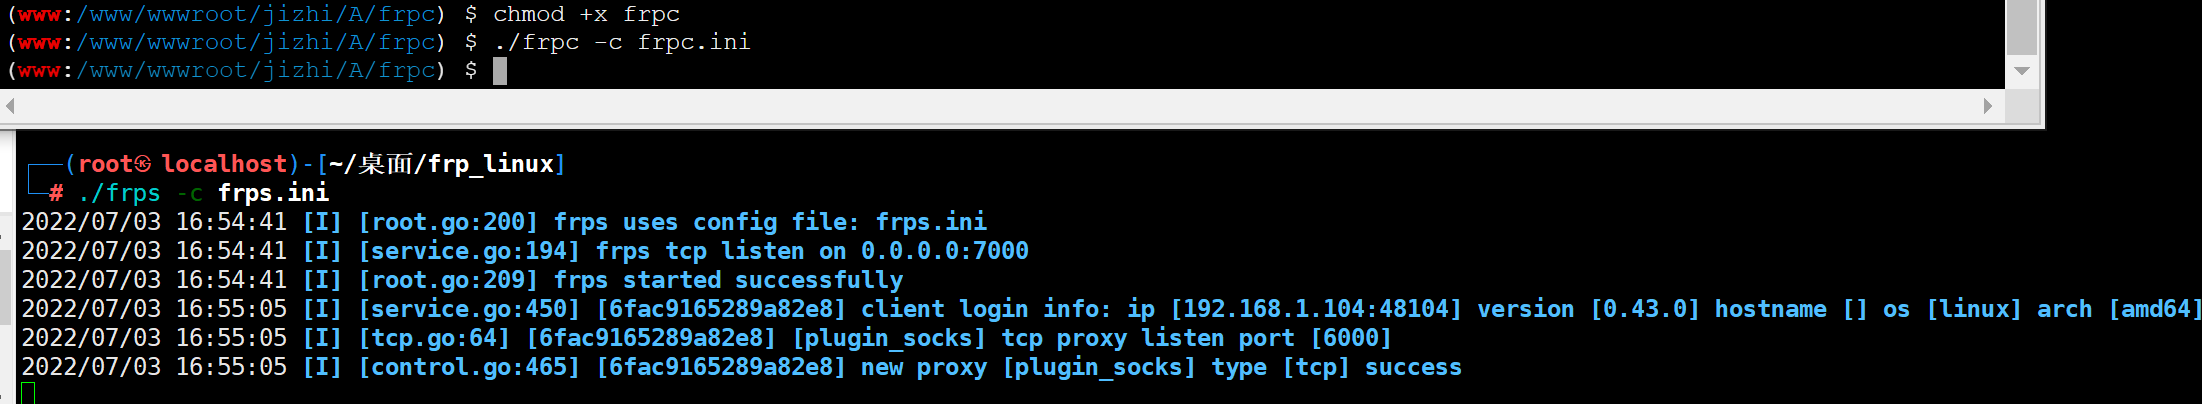 (www:/www/wwwroot/jizhi/A/frpc) $ chmod +x frpc
(www:/www/wwwroot/jizhi/A/frpc) $ ./frpc -c frpc.ini
(www:/www/wwwroot/jizhi/A/frpc) $
┌──(root㉿ localhost)-[~/桌面/frp_linux]
└─# ./frps -c frps.ini
2022/07/03 16:54:41 [I] [root.go:200] frps uses config file: frps.ini
2022/07/03 16:54:41 [I] [service.go:194] frps tcp listen on 0.0.0.0:7000
2022/07/03 16:54:41 [I] [root.go:209] frps started successfully
2022/07/03 16:55:05 [I] [service.go:450] [6fac9165289a82e8] client login info: ip [192.168.1.104:48104] version [0.43.0] hostname [] os [linux] arch [amd64]
2022/07/03 16:55:05 [I] [tcp.go:64] [6fac9165289a82e8] [plugin_socks] tcp proxy listen port [6000]
2022/07/03 16:55:05 [I] [control.go:465] [6fac9165289a82e8] new proxy [plugin_socks] type [tcp] success